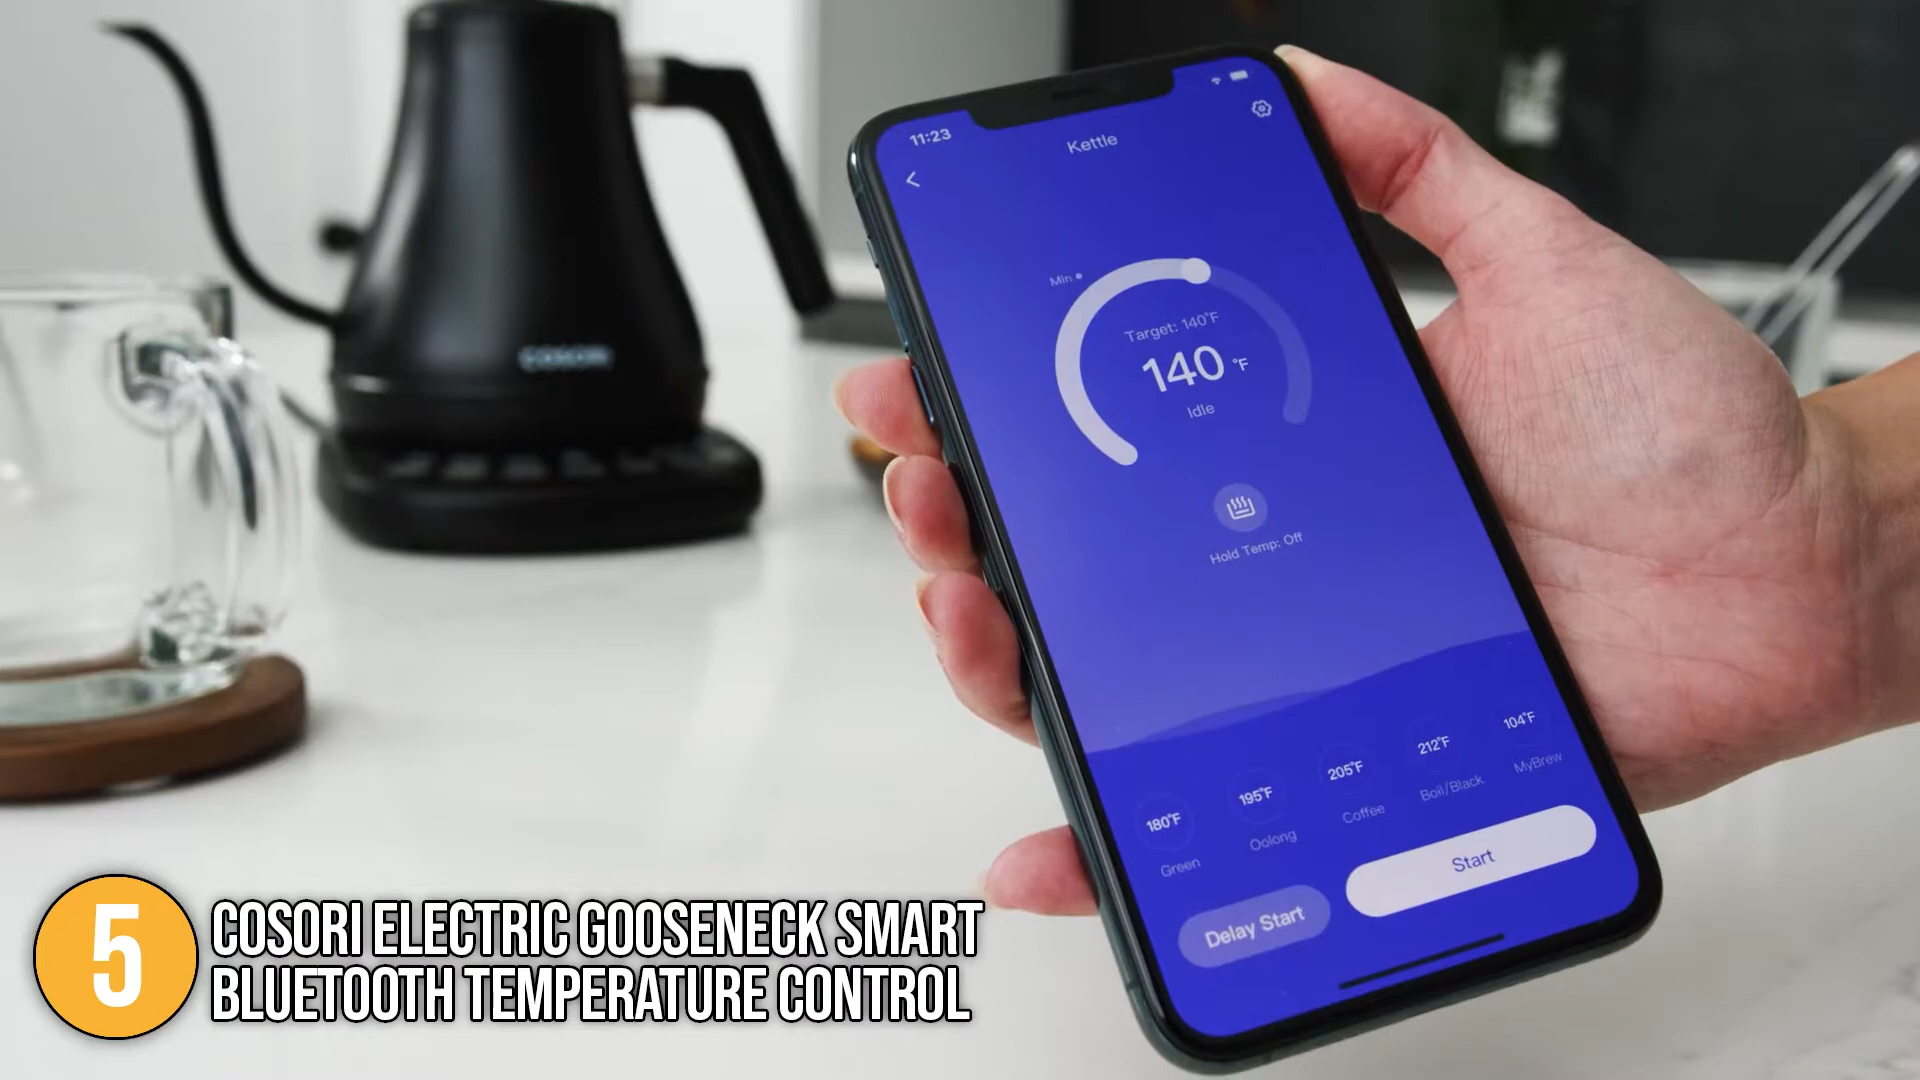 11:23
Kettle
Min
Target: 140°F
140 °F
Idle
Hold Temp: Off
180°F
195°F
205°F
212°F
104°F
Green
Oolong
Coffee
Boil/Black
MyBrew
Delay Start
Start
COSORI
5
COSORI ELECTRIC GOOSENECK SMART
BLUETOOTH TEMPERATURE CONTROL